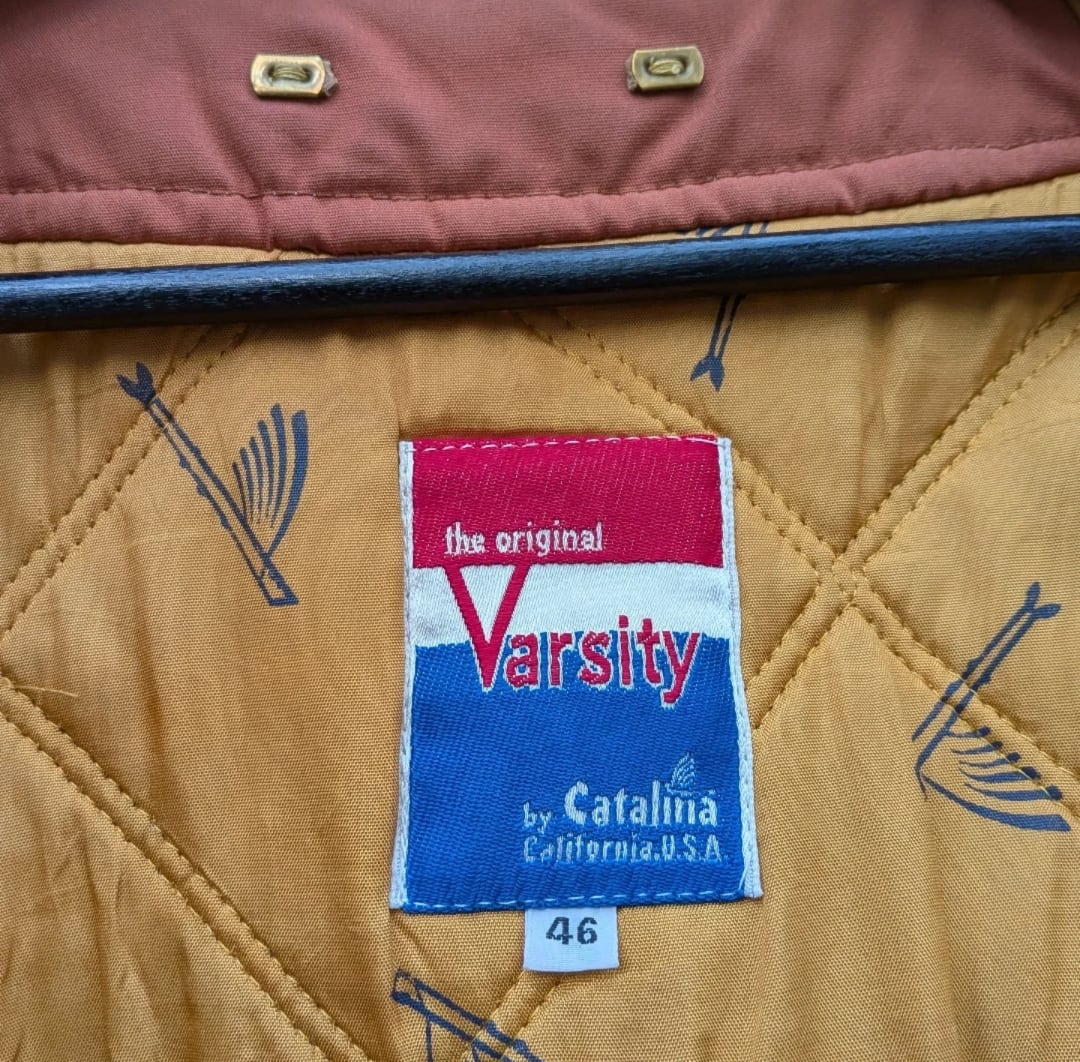 the original
Varsity
by Catalina
California.U.S.A.
46